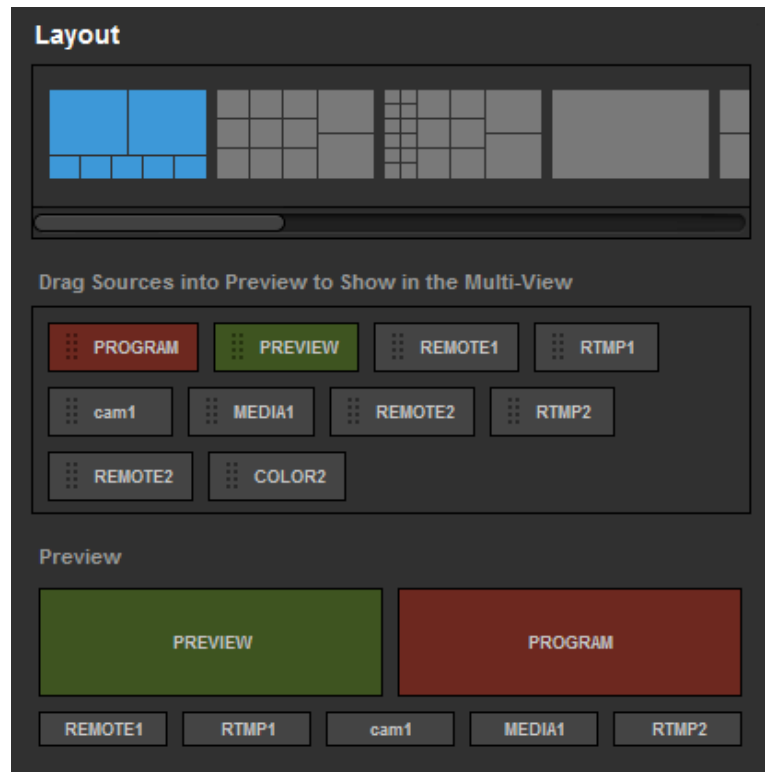 Layout
Drag Sources into Preview to Show in the Multi-View
PROGRAM PREVIEW REMOTE1 RTMP1
cam1 MEDIA1 REMOTE2 RTMP2
REMOTE2 COLOR2
Preview
PREVIEW PROGRAM
REMOTE1 RTMP1 cam1 MEDIA1 RTMP2